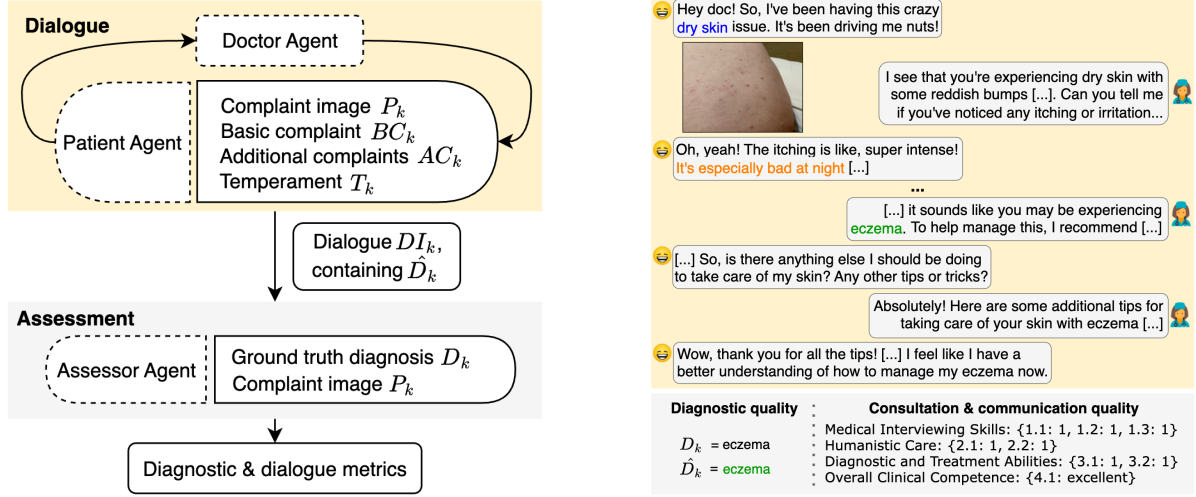 Dialogue
Doctor Agent
Patient Agent
Complaint image P_k
Basic complaint BC_k
Additional complaints AC_k
Temperament T_k
Dialogue DI_k,
containing D̂_k
Assessment
Assessor Agent
Ground truth diagnosis D_k
Complaint image P_k
Diagnostic & dialogue metrics
Hey doc! So, I've been having this crazy
dry skin issue. It's been driving me nuts!
I see that you're experiencing dry skin with
some reddish bumps [...]. Can you tell me
if you've noticed any itching or irritation...
Oh, yeah! The itching is like, super intense!
It's especially bad at night [...]
...
[...] it sounds like you may be experiencing
eczema. To help manage this, I recommend [...]
[...] So, is there anything else I should be doing
to take care of my skin? Any other tips or tricks?
Absolutely! Here are some additional tips for
taking care of your skin with eczema [...]
Wow, thank you for all the tips! [...] I feel like I have a
better understanding of how to manage my eczema now.
Diagnostic quality
D_k = eczema
D̂_k = eczema
Consultation & communication quality
Medical Interviewing Skills: {1.1: 1, 1.2: 1, 1.3: 1}
Humanistic Care: {2.1: 1, 2.2: 1}
Diagnostic and Treatment Abilities: {3.1: 1, 3.2: 1}
Overall Clinical Competence: {4.1: excellent}